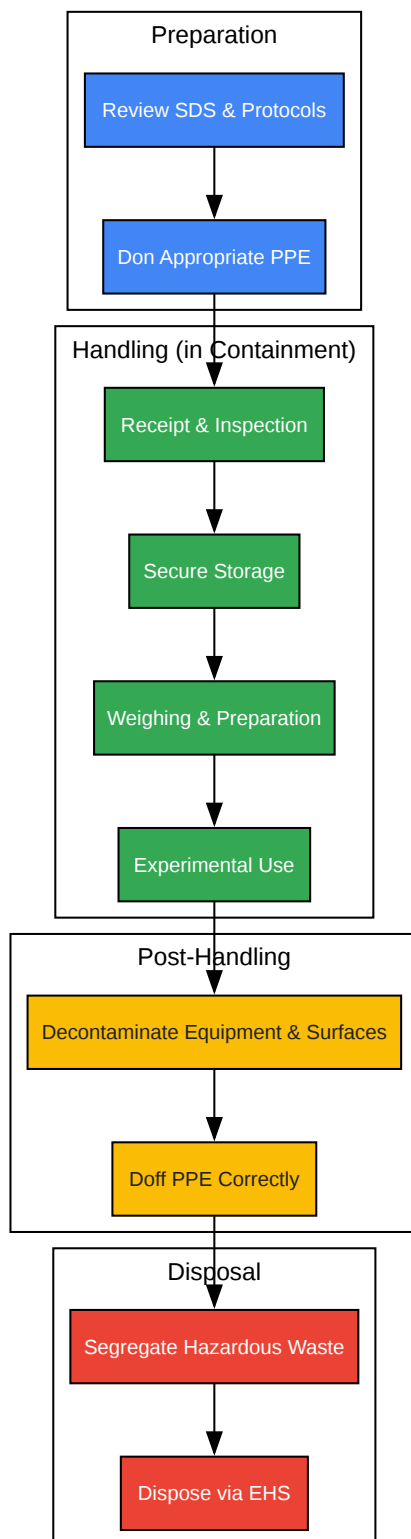 Preparation
Review SDS & Protocols
Don Appropriate PPE
Handling (in Containment)
Receipt & Inspection
Secure Storage
Weighing & Preparation
Experimental Use
Post-Handling
Decontaminate Equipment & Surfaces
Doff PPE Correctly
Disposal
Segregate Hazardous Waste
Dispose via EHS